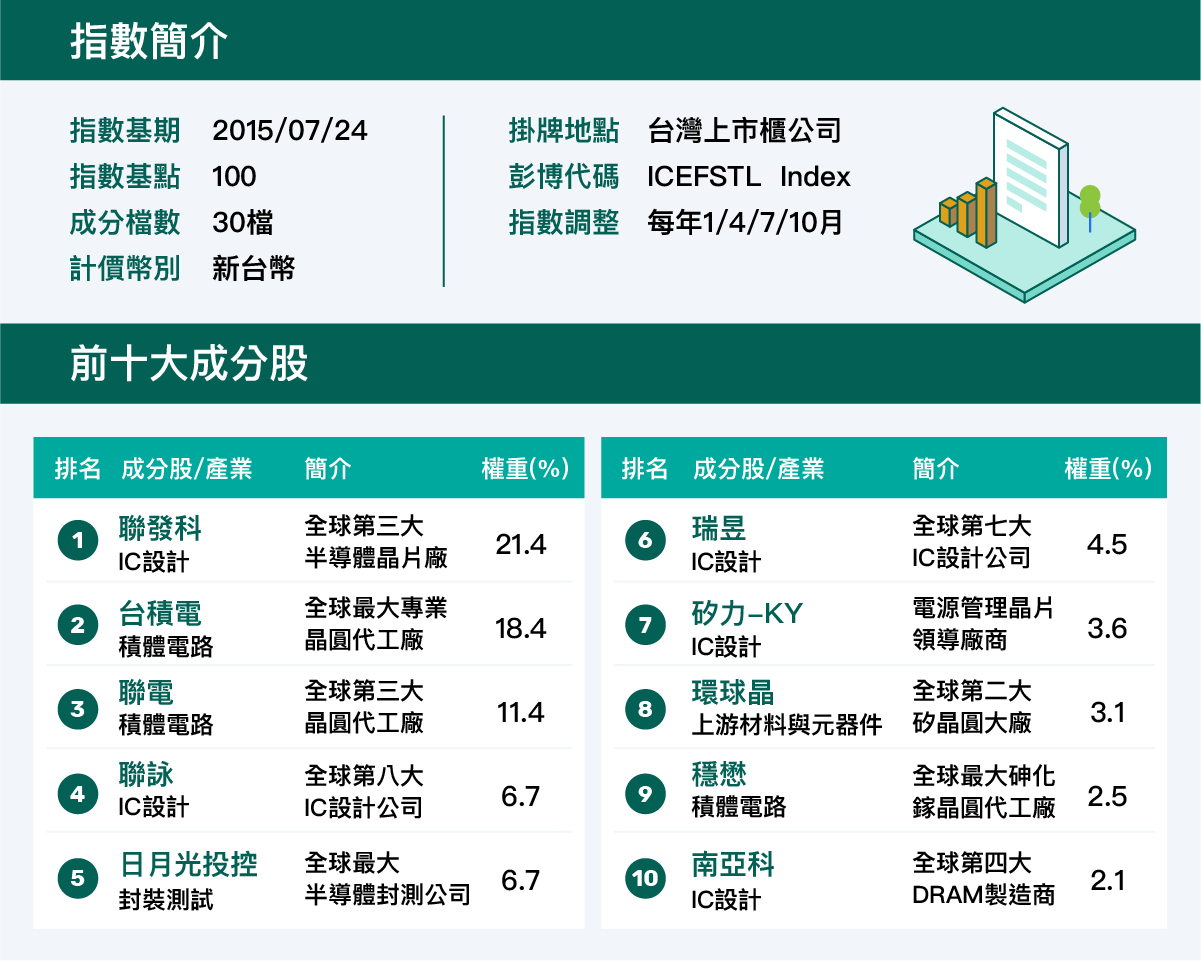 指數簡介
指數基期 2015/07/24
指數基點 100
成分檔數 30檔
計價幣別 新台幣
掛牌地點 台灣上市櫃公司
彭博代碼 ICEFSTL Index
指數調整 每年1/4/7/10月
前十大成分股
排名 成分股/產業 簡介 權重(%)
1 聯發科 IC設計 全球第三大 半導體晶片廠 21.4
2 台積電 積體電路 全球最大專業 晶圓代工廠 18.4
3 聯電 積體電路 全球第三大 晶圓代工廠 11.4
4 聯詠 IC設計 全球第八大 IC設計公司 6.7
5 日月光投控 封裝測試 全球最大 半導體封測公司 6.7
排名 成分股/產業 簡介 權重(%)
6 瑞昱 IC設計 全球第七大 IC設計公司 4.5
7 矽力-KY IC設計 電源管理晶片 領導廠商 3.6
8 環球晶 上游材料與元器件 全球第二大 矽晶圓大廠 3.1
9 穩懋 積體電路 全球最大砷化 鎵晶圓代工廠 2.5
10 南亞科 IC設計 全球第四大 DRAM製造商 2.1